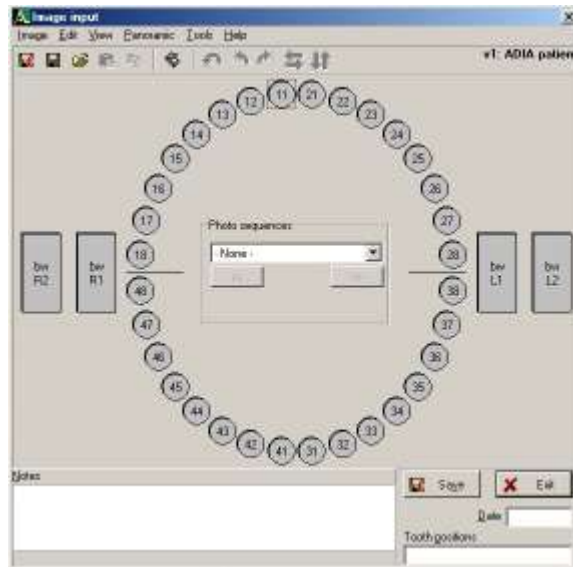 Image input
Image Edit View Panoramic Tools Help
v1: ADIA patien
11 21
12 22
13 23
14 24
15 25
16 26
17 27
18 28
Photo sequences
- None -
bw R2
bw R1
bw L1
bw L2
48 38
47 37
46 36
45 35
44 34
43 33
42 32
41 31
Notes
Save Exit
Date
Tooth positions